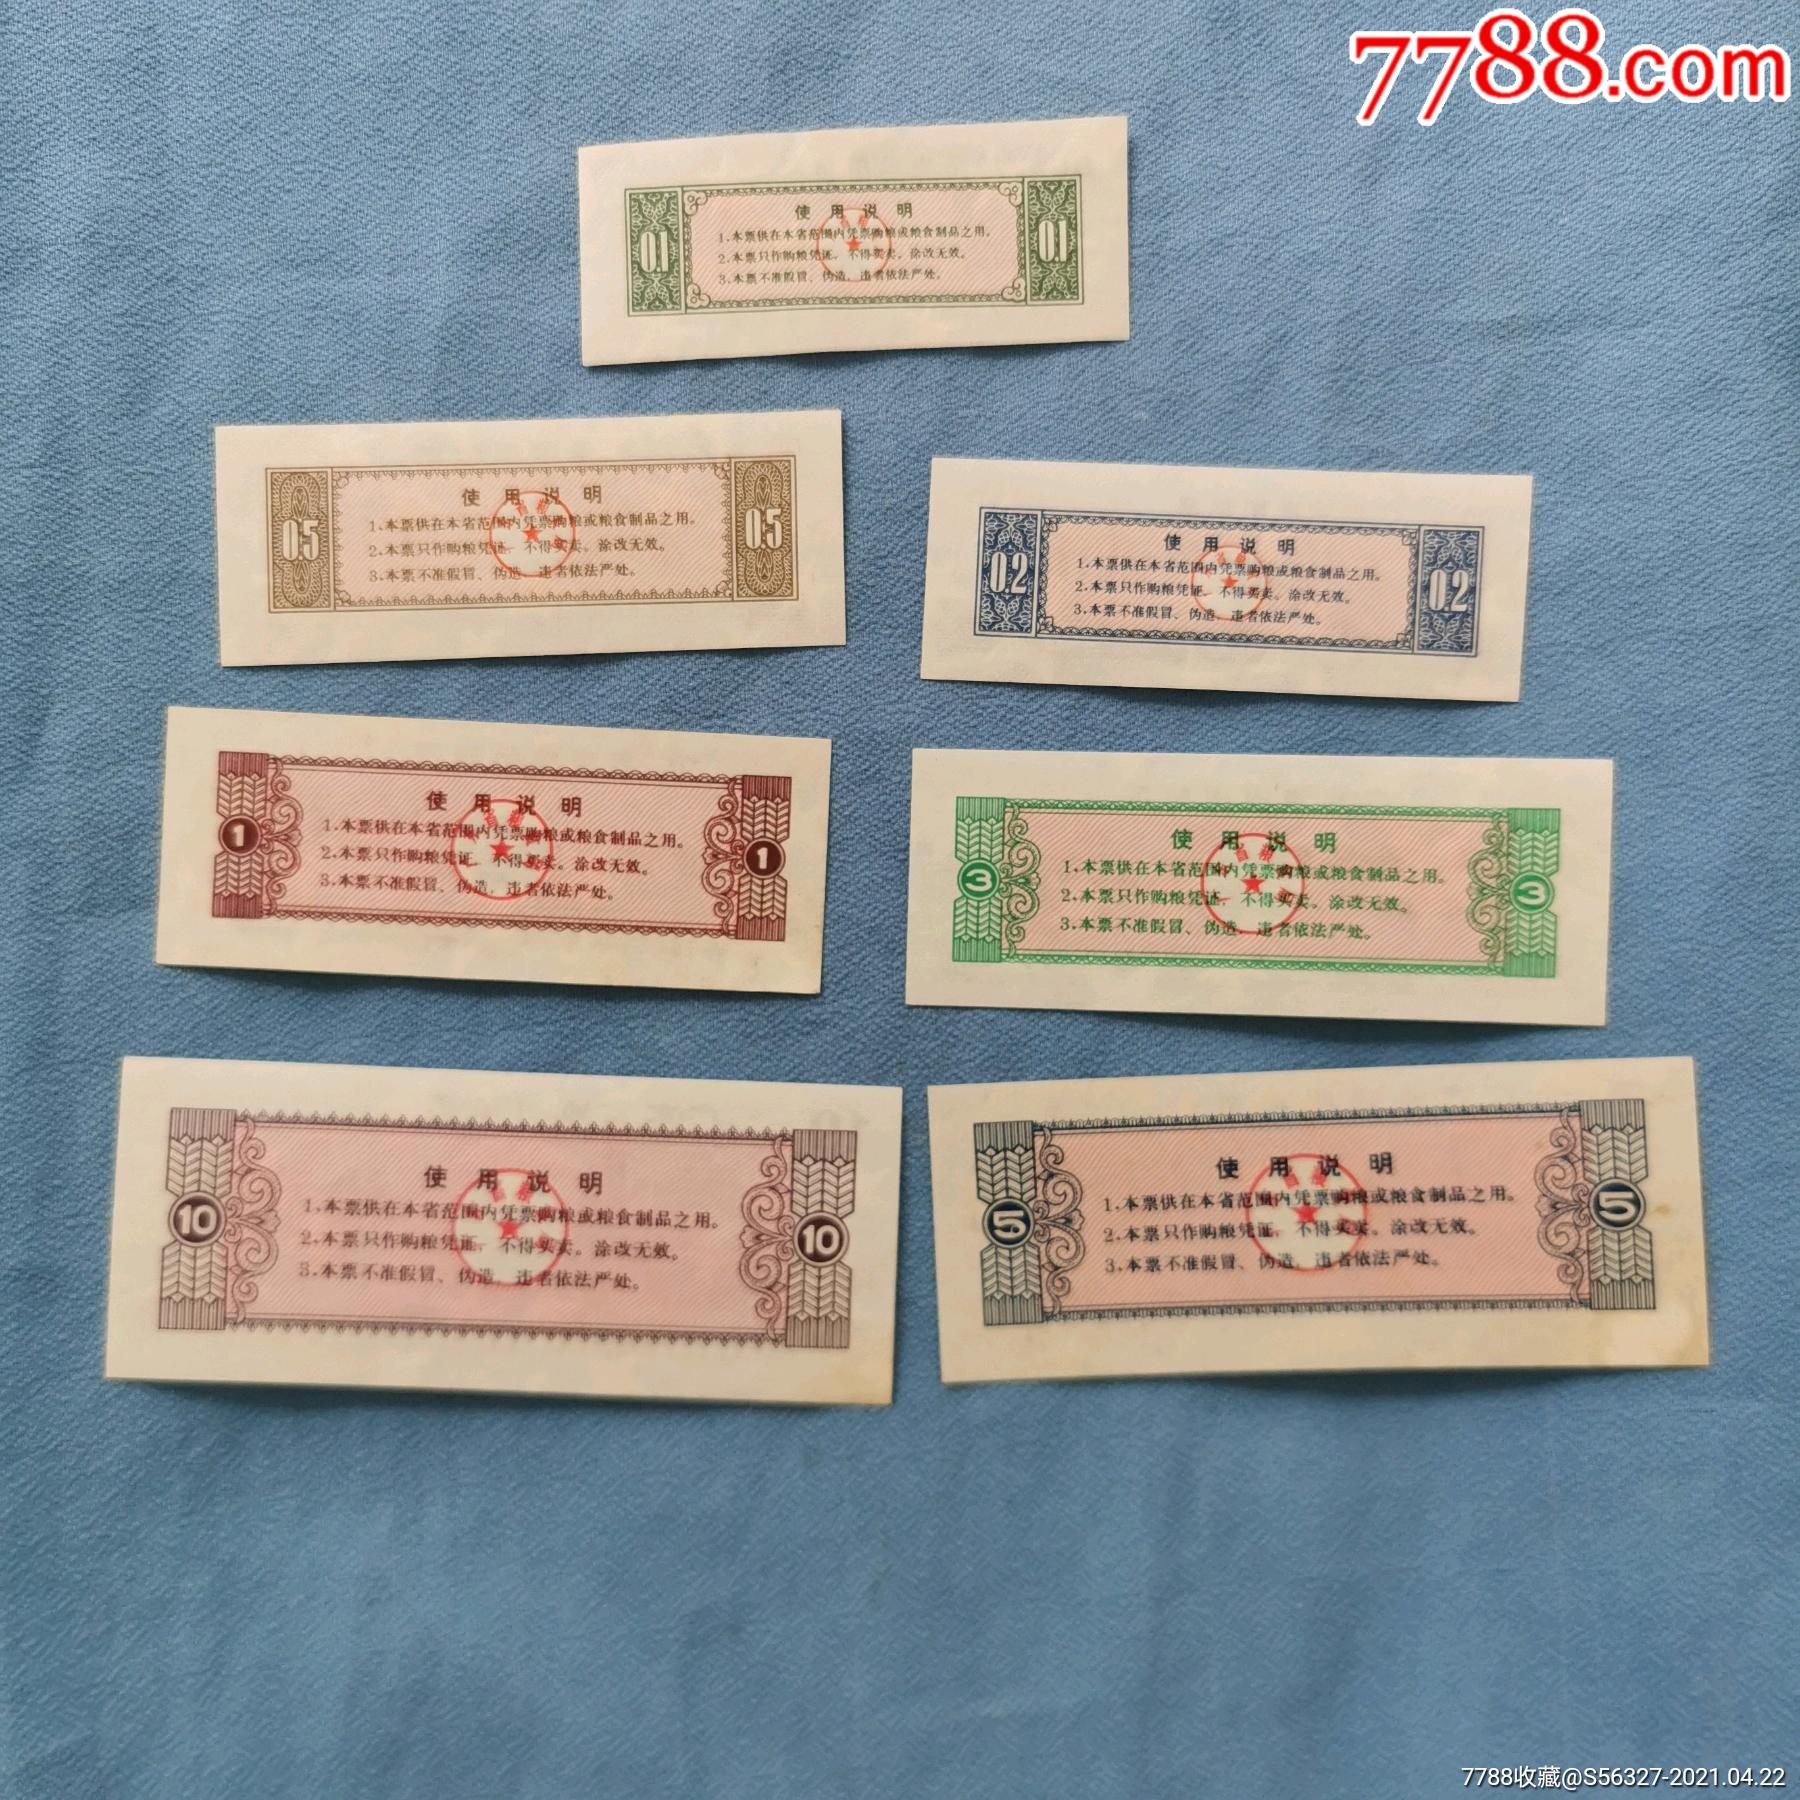 7788.com
使用说明
0.1 0.1
1.本票供在本省范围内凭票购粮或粮食制品之用。
2.本票只作购粮凭证，不得买卖。涂改无效。
3.本票不准假冒、伪造，违者依法严处。
使用说明
0.5 0.5
1.本票供在本省范围内凭票购粮或粮食制品之用。
2.本票只作购粮凭证，不得买卖。涂改无效。
3.本票不准假冒、伪造，违者依法严处。
使用说明
0.2 0.2
1.本票供在本省范围内凭票购粮或粮食制品之用。
2.本票只作购粮凭证，不得买卖。涂改无效。
3.本票不准假冒、伪造，违者依法严处。
使用说明
1 1
1.本票供在本省范围内凭票购粮或粮食制品之用。
2.本票只作购粮凭证，不得买卖。涂改无效。
3.本票不准假冒、伪造，违者依法严处。
使用说明
3 3
1.本票供在本省范围内凭票购粮或粮食制品之用。
2.本票只作购粮凭证，不得买卖。涂改无效。
3.本票不准假冒、伪造，违者依法严处。
使用说明
10 10
1.本票供在本省范围内凭票购粮或粮食制品之用。
2.本票只作购粮凭证，不得买卖。涂改无效。
3.本票不准假冒、伪造，违者依法严处。
使用说明
5 5
1.本票供在本省范围内凭票购粮或粮食制品之用。
2.本票只作购粮凭证，不得买卖。涂改无效。
3.本票不准假冒、伪造，违者依法严处。
7788收藏@S56327-2021.04.22